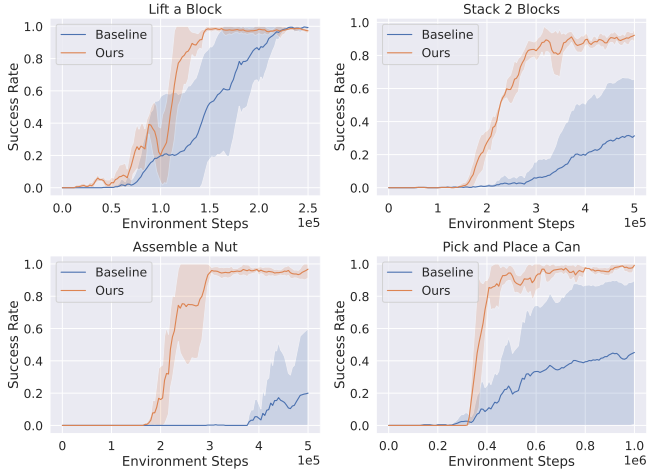 Lift a Block
Success Rate
1.0
0.8
0.6
0.4
0.2
0.0
Baseline
Ours
0.0 0.5 1.0 1.5 2.0 2.5
Environment Steps 1e5
Stack 2 Blocks
Success Rate
1.0
0.8
0.6
0.4
0.2
0.0
Baseline
Ours
0 1 2 3 4 5
Environment Steps 1e5
Assemble a Nut
Success Rate
1.0
0.8
0.6
0.4
0.2
0.0
Baseline
Ours
0 1 2 3 4 5
Environment Steps 1e5
Pick and Place a Can
Success Rate
1.0
0.8
0.6
0.4
0.2
0.0
Baseline
Ours
0.0 0.2 0.4 0.6 0.8 1.0
Environment Steps 1e6